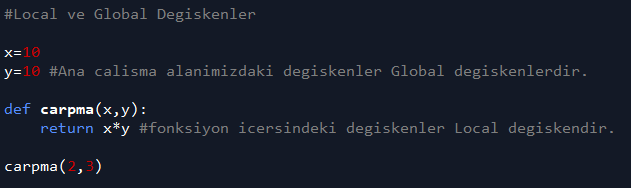 #Local ve Global Degiskenler
x=10
y=10 #Ana calisma alanimizdaki degiskenler Global degiskenlerdir.
def carpma(x,y):
return x*y #fonksiyon icersindeki degiskenler Local degiskendir.
carpma(2,3)